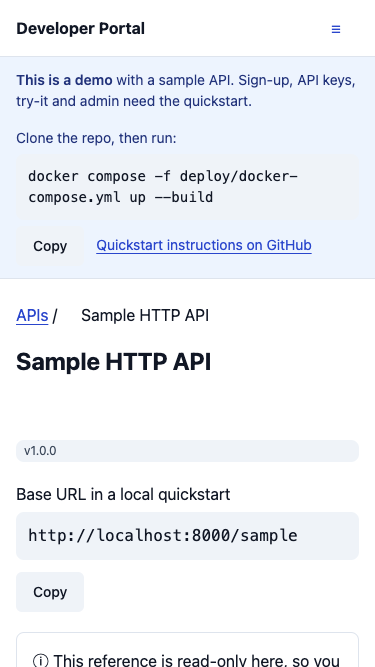 Developer Portal
≡
This is a demo with a sample API. Sign-up, API keys,
try-it and admin need the quickstart.
Clone the repo, then run:
docker compose -f deploy/docker-
compose.yml up --build
Copy
Quickstart instructions on GitHub
APIs / Sample HTTP API
Sample HTTP API
v1.0.0
Base URL in a local quickstart
http://localhost:8000/sample
Copy
ⓘ This reference is read-only here, so you